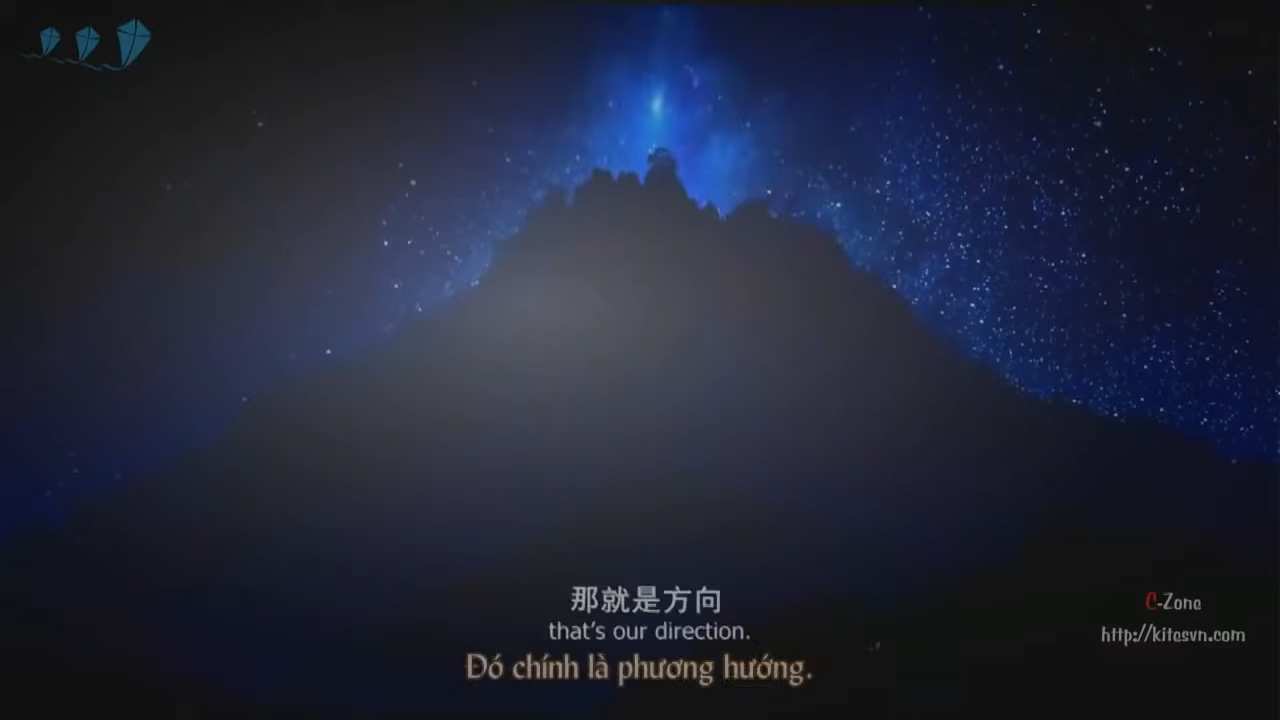 那就是方向
that's our direction.
Đó chính là phương hướng.
C-Zone
http://kitesvn.com